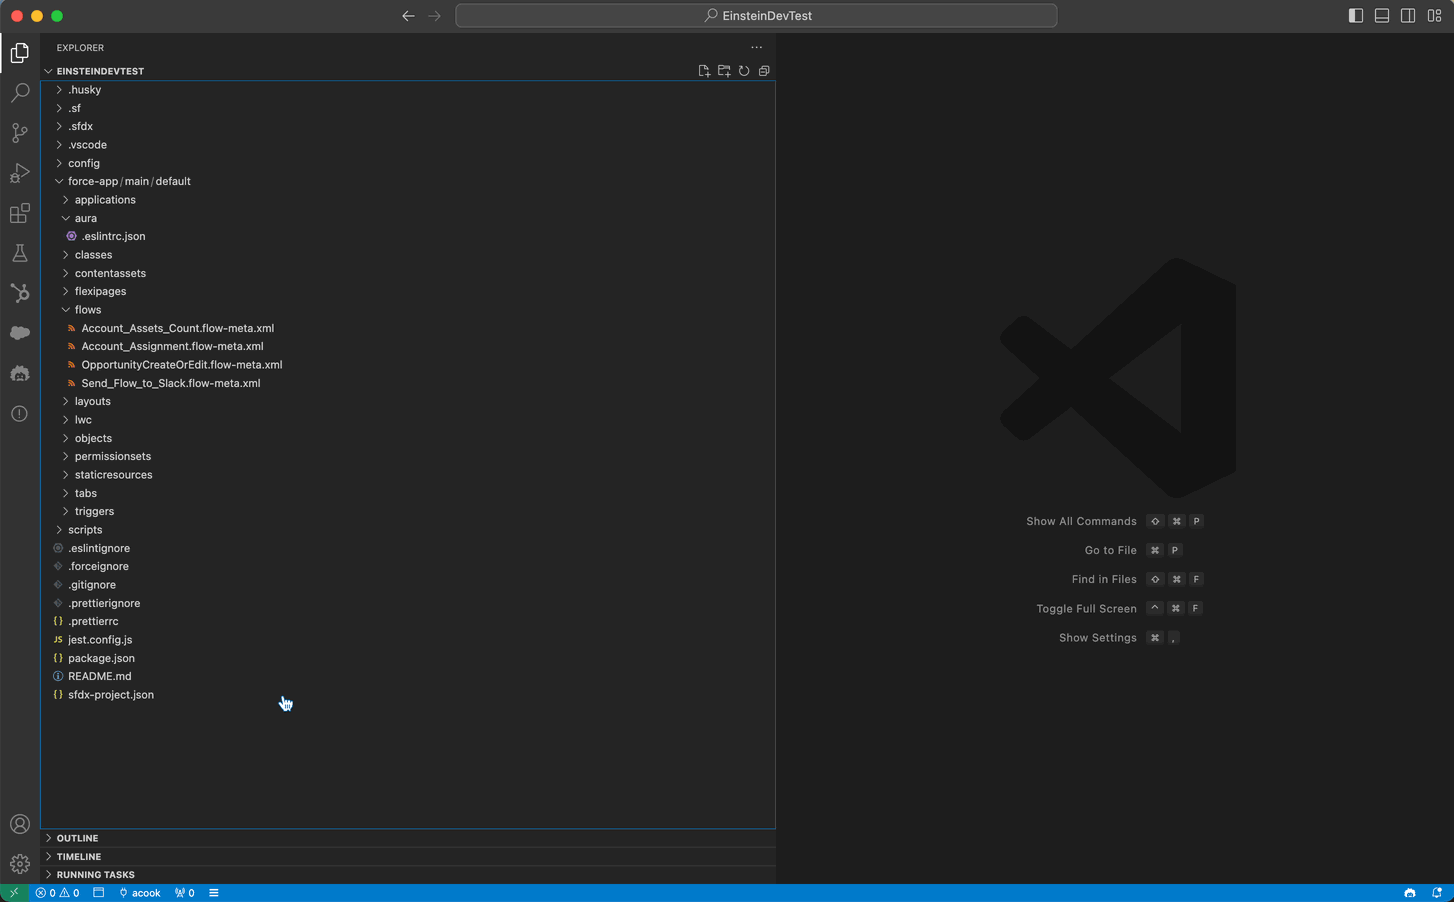 EinsteinDevTest
EXPLORER
EINSTEINDEVTEST
.husky
.sf
.sfdx
.vscode
config
force-app/main/default
applications
aura
.eslintrc.json
classes
contentassets
flexipages
flows
Account_Assets_Count.flow-meta.xml
Account_Assignment.flow-meta.xml
OpportunityCreateOrEdit.flow-meta.xml
Send_Flow_to_Slack.flow-meta.xml
layouts
lwc
objects
permissionsets
staticresources
tabs
triggers
scripts
.eslintignore
.forceignore
.gitignore
.prettierignore
{} .prettierrc
JS jest.config.js
{} package.json
README.md
{} sfdx-project.json
Show All Commands ⇧ ⌘ P
Go to File ⌘ P
Find in Files ⇧ ⌘ F
Toggle Full Screen ^ ⌘ F
Show Settings ⌘ ,
OUTLINE
TIMELINE
RUNNING TASKS
0 0 acook 0